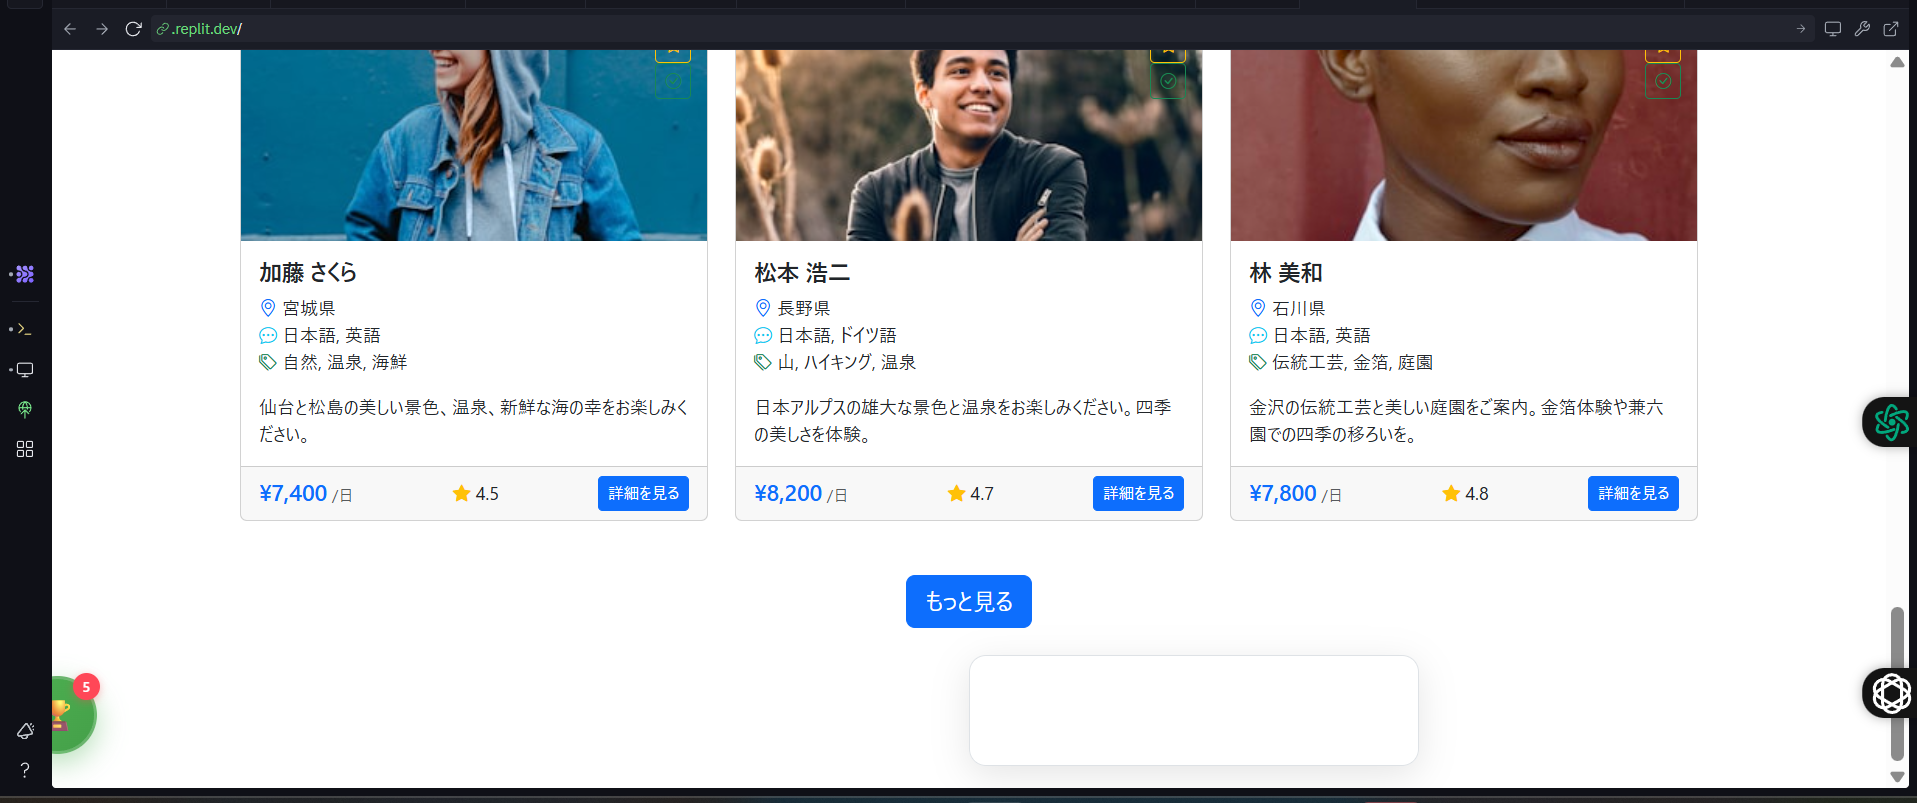 .replit.dev/
加藤 さくら
宮城県
日本語, 英語
自然, 温泉, 海鮮
仙台と松島の美しい景色、温泉、新鮮な海の幸をお楽しみく
ださい。
¥7,400 /日
4.5
詳細を見る
松本 浩二
長野県
日本語, ドイツ語
山, ハイキング, 温泉
日本アルプスの雄大な景色と温泉をお楽しみください。四季
の美しさを体験。
¥8,200 /日
4.7
詳細を見る
林 美和
石川県
日本語, 英語
伝統工芸, 金箔, 庭園
金沢の伝統工芸と美しい庭園をご案内。金箔体験や兼六
園での四季の移ろいを。
¥7,800 /日
4.8
詳細を見る
もっと見る
5